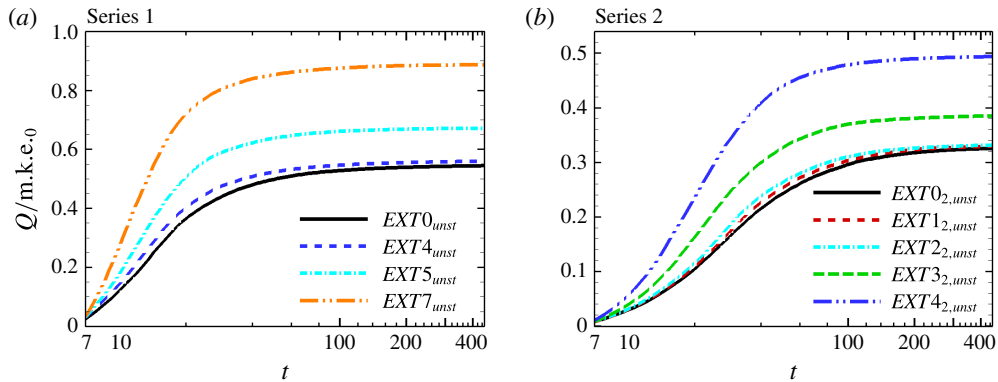 (a) Series 1
Q/m.k.e.₀
1.0
0.8
0.6
0.4
0.2
0
EXT0unst
EXT4unst
EXT5unst
EXT7unst
7 10 100 200 400
t
(b) Series 2
0.5
0.4
0.3
0.2
0.1
0
EXT02,unst
EXT12,unst
EXT22,unst
EXT32,unst
EXT42,unst
7 10 100 200 400
t